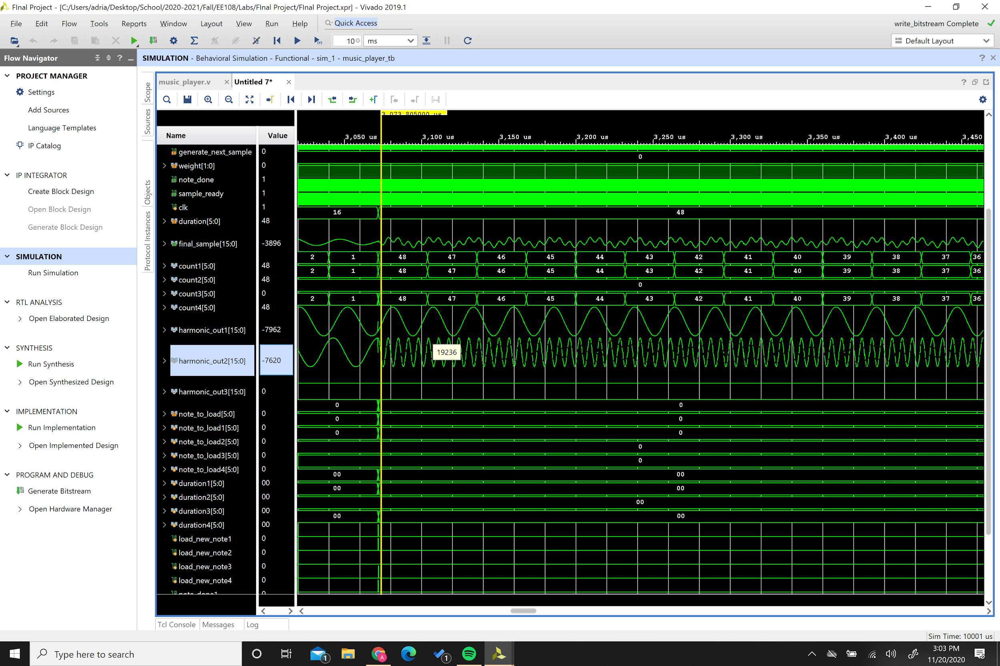 FInal Project - [C:/Users/adria/Desktop/School/2020-2021/Fall/EE108/Labs/FInal Project/FInal Project.xpr] - Vivado 2019.1
File Edit Flow Tools Reports Window Layout View Run Help Quick Access
write_bitstream Complete
10 ms
Default Layout
Flow Navigator
SIMULATION - Behavioral Simulation - Functional - sim_1 - music_player_tb
PROJECT MANAGER
Settings
Add Sources
Language Templates
IP Catalog
IP INTEGRATOR
Create Block Design
Open Block Design
Generate Block Design
SIMULATION
Run Simulation
RTL ANALYSIS
Open Elaborated Design
SYNTHESIS
Run Synthesis
Open Synthesized Design
IMPLEMENTATION
Run Implementation
Open Implemented Design
PROGRAM AND DEBUG
Generate Bitstream
Open Hardware Manager
Scope
Sources
Objects
Protocol Instances
music_player.v
Untitled 7*
3,073.805000 us
Name Value
3,050 us 3,100 us 3,150 us 3,200 us 3,250 us 3,300 us 3,350 us 3,400 us 3,450
generate_next_sample 0
weight[1:0] 0 0
note_done 1
sample_ready 1
clk 1
duration[5:0] 48 16 48
final_sample[15:0] -3896
count1[5:0] 48 2 1 48 47 46 45 44 43 42 41 40 39 38 37 36
count2[5:0] 48 2 1 48 47 46 45 44 43 42 41 40 39 38 37 36
count3[5:0] 0 0
count4[5:0] 48 2 1 48 47 46 45 44 43 42 41 40 39 38 37 36
harmonic_out1[15:0] -7962
harmonic_out2[15:0] -7620 19236
harmonic_out3[15:0] 0
note_to_load[5:0] 0 0 0
note_to_load1[5:0] 0 0 0
note_to_load2[5:0] 0 0 0
note_to_load3[5:0] 0 0
note_to_load4[5:0] 0 0
duration1[5:0] 00 00 00
duration2[5:0] 00 00 00
duration3[5:0] 00 00
duration4[5:0] 00 00 00
load_new_note1 0
load_new_note2 0
load_new_note3 0
load_new_note4 0
note_done1 0
Tcl Console Messages Log
Sim Time: 10001 us
Type here to search
1
A
1
3:03 PM
11/20/2020